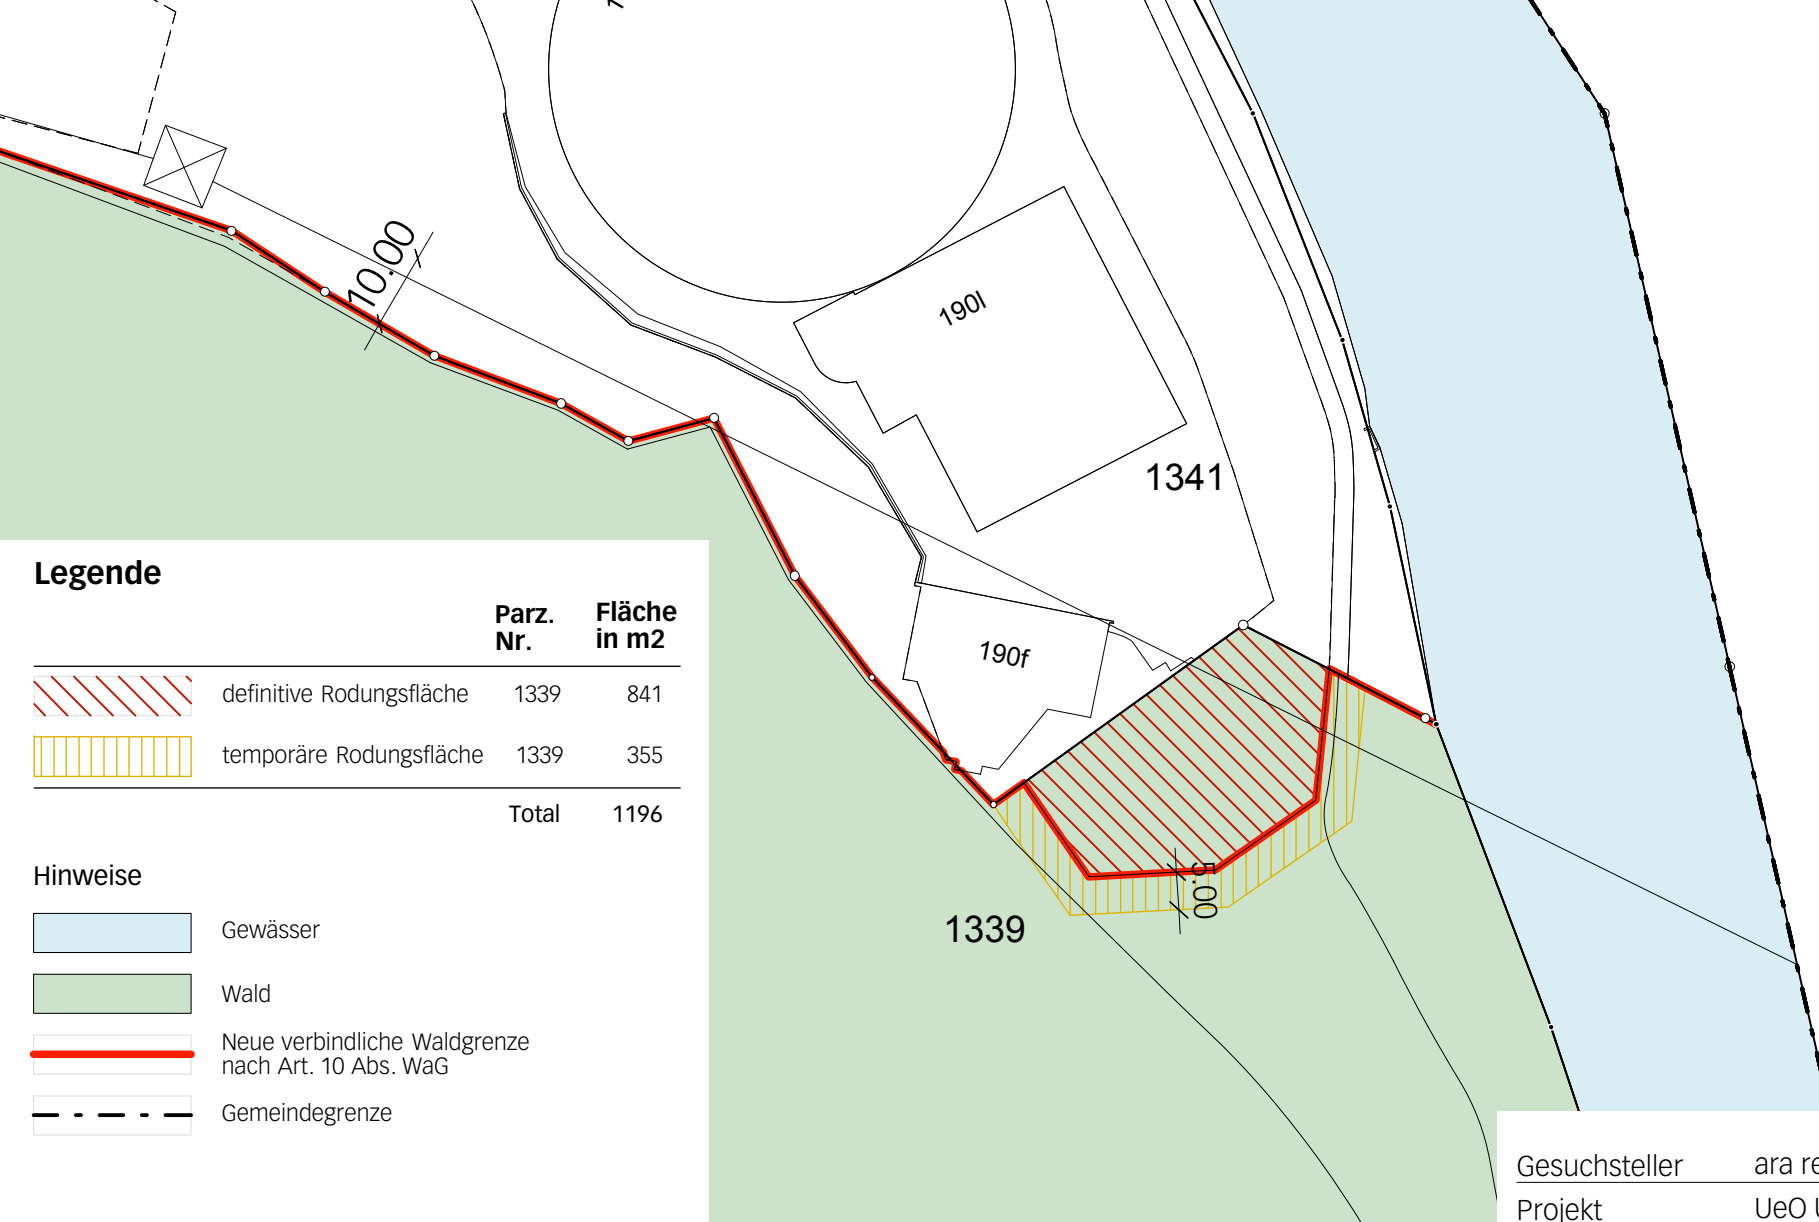 10.00
190l
1341
190f
5.00
1339
Legende
Parz. Nr.
Fläche in m2
definitive Rodungsfläche 1339 841
temporäre Rodungsfläche 1339 355
Total 1196
Hinweise
Gewässer
Wald
Neue verbindliche Waldgrenze
nach Art. 10 Abs. WaG
Gemeindegrenze
Gesuchsteller ara
Projekt UeO